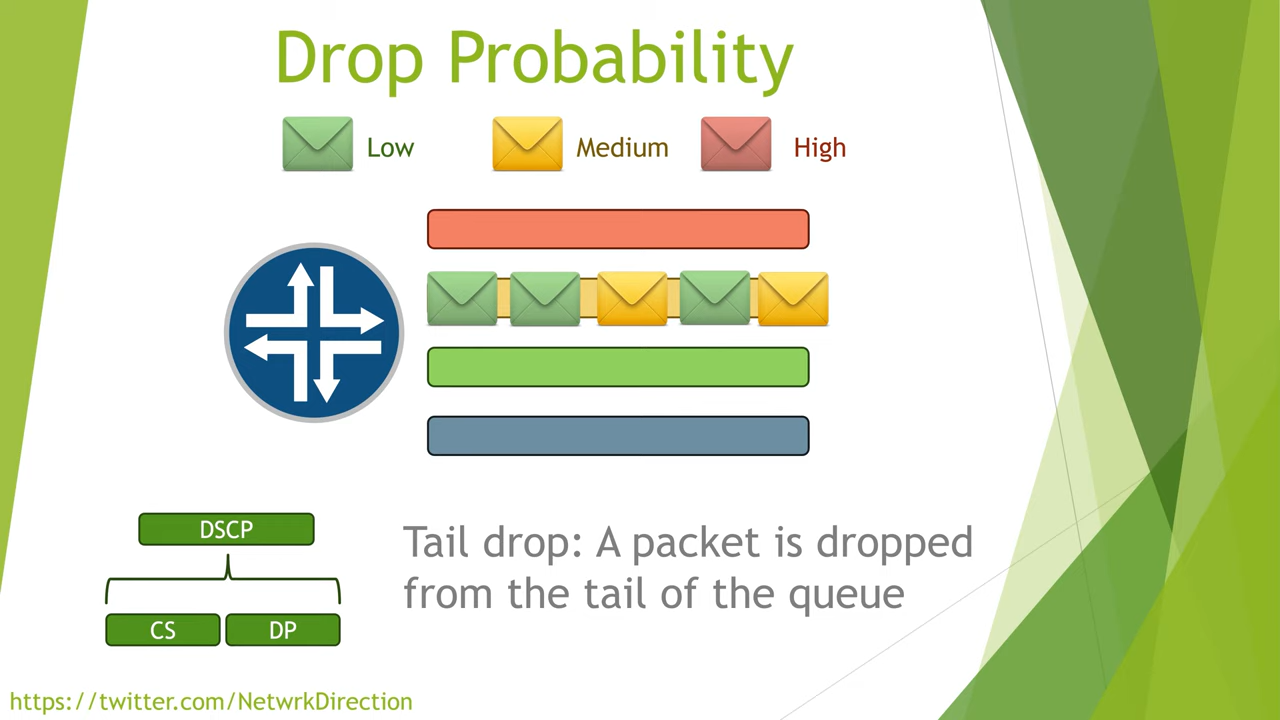 Drop Probability
Low
Medium
High
DSCP
CS
DP
Tail drop: A packet is dropped
from the tail of the queue
https://twitter.com/NetwrkDirection